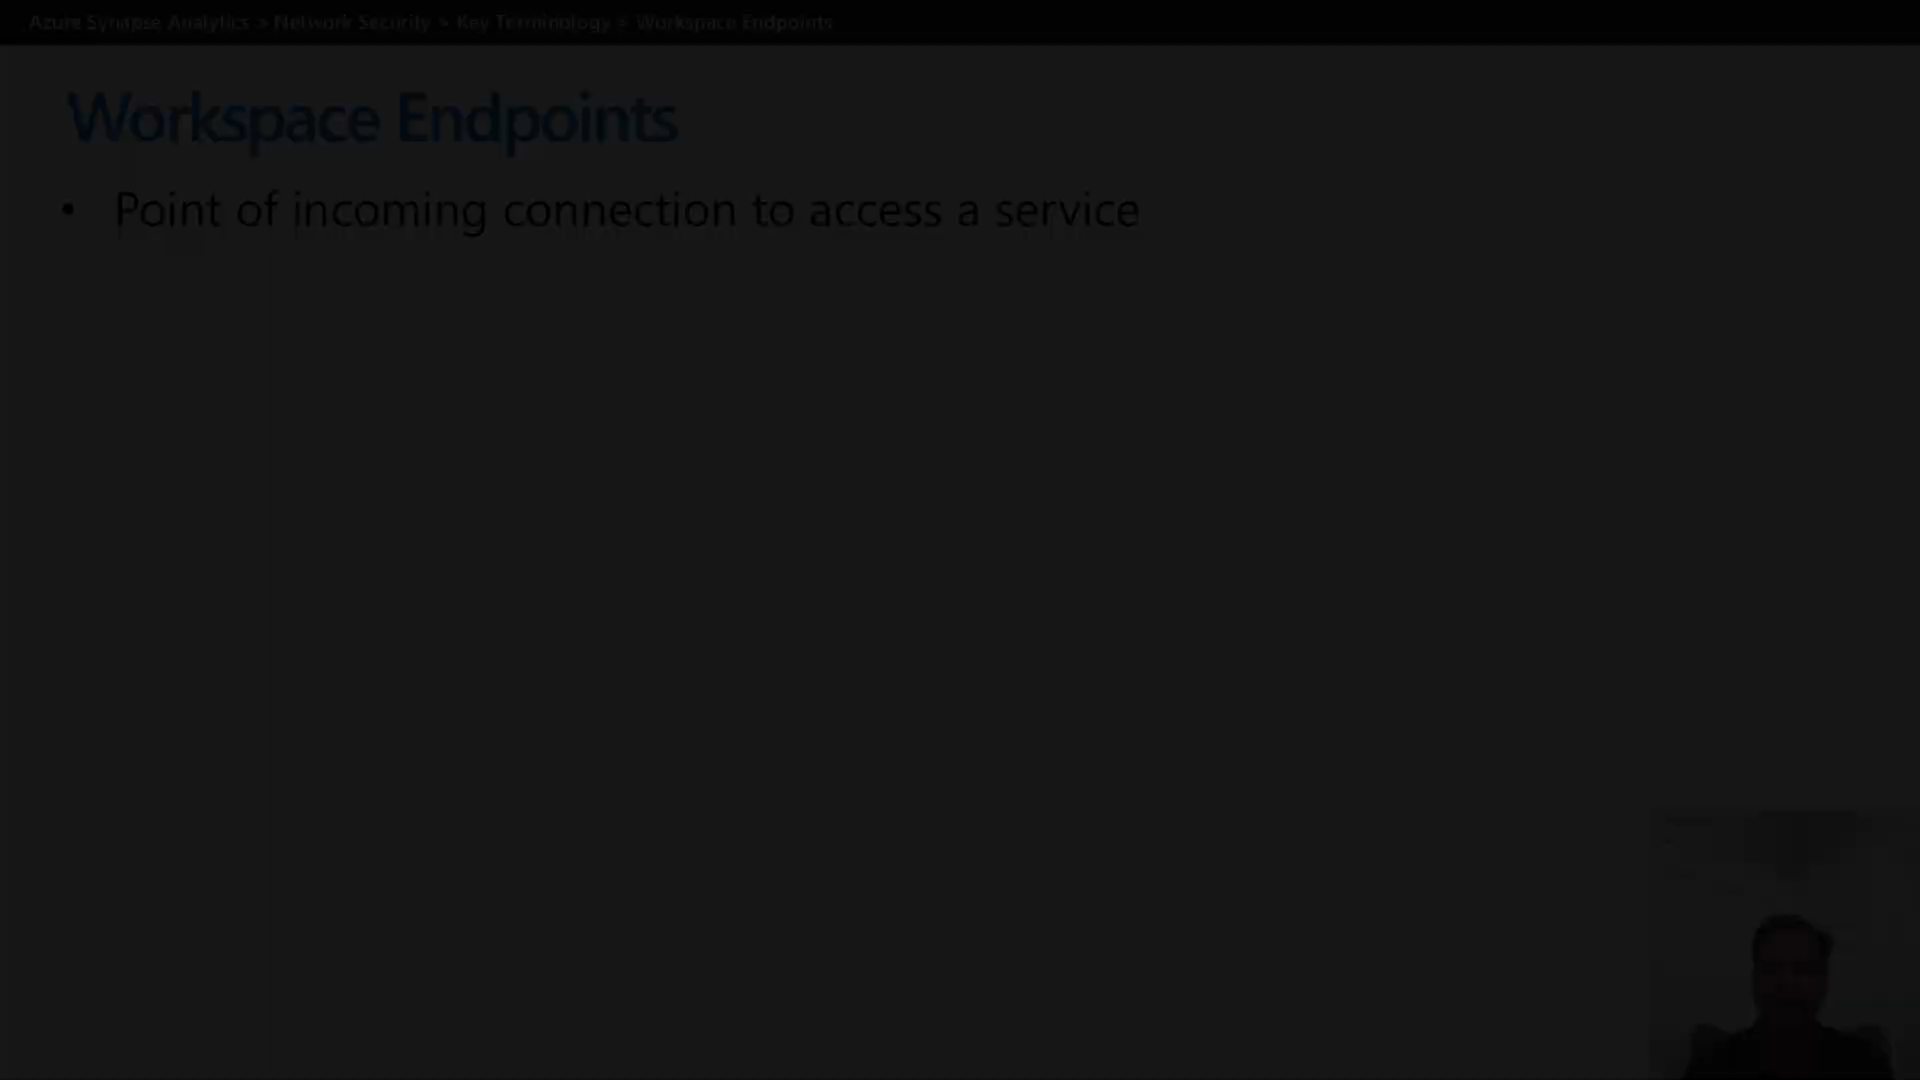 Azure Synapse Analytics > Network Security > Key Terminology > Workspace Endpoints
Workspace Endpoints
• Point of incoming connection to access a service